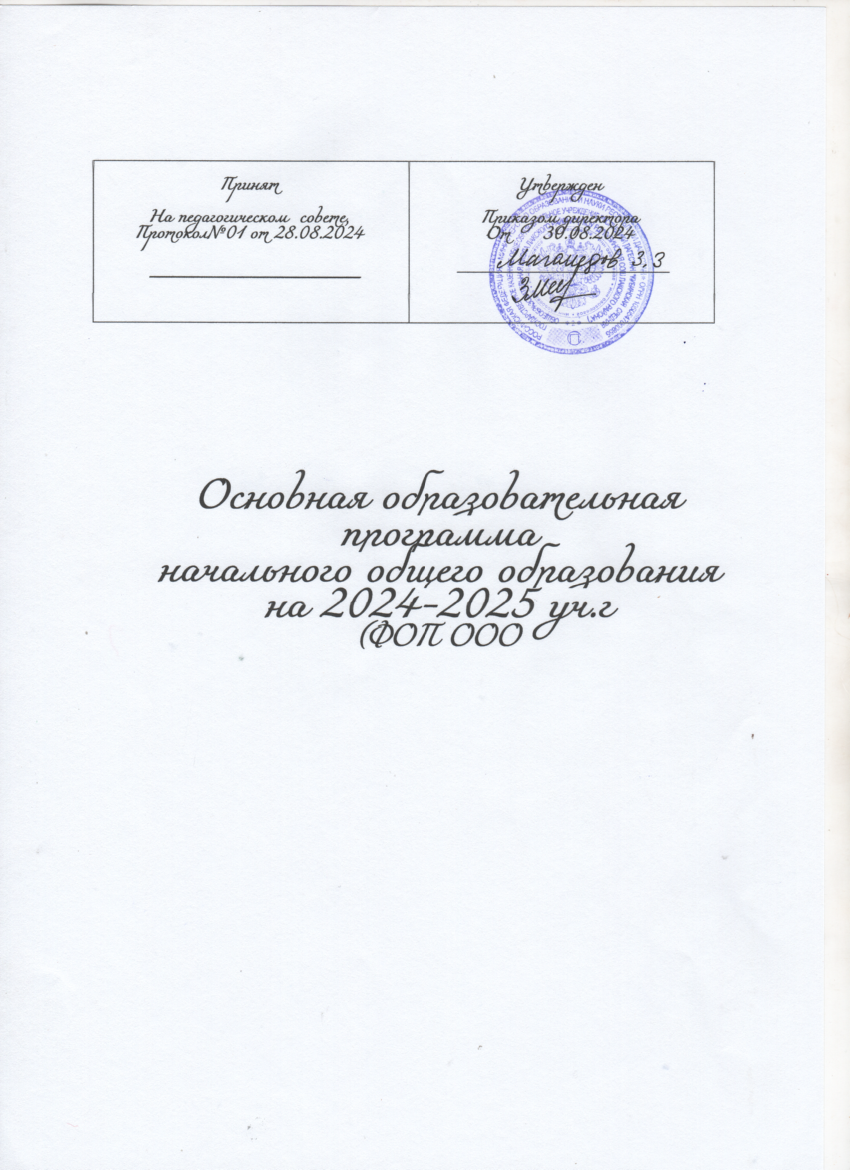 Принят
На педагогическом совете,
Протокол№01 от 28.08.2024
Утвержден
Приказом директора
От 30.08.2024
Магомедов З.З
Основная образовательная
программа
начального общего образования
на 2024-2025 уч.г
(ФОП ООО